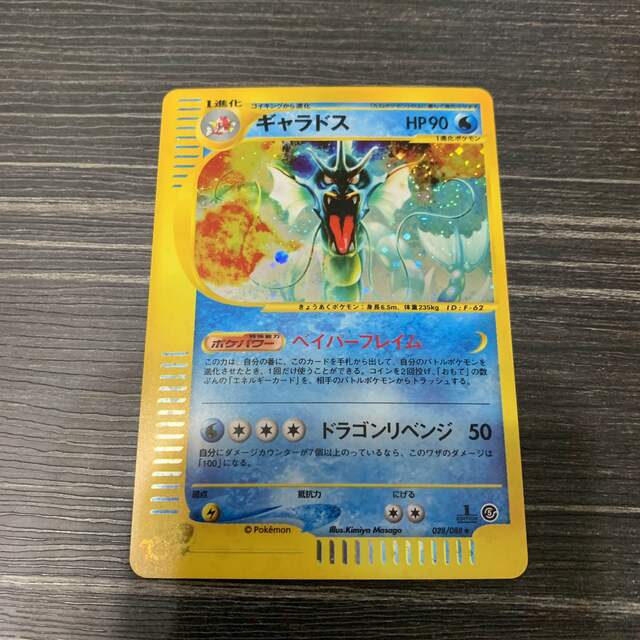 1進化
コイキングから進化
ギャラドス HP90
1進化ポケモン
きょうあくポケモン：身長6.5m、体重235kg ID:F-62
特殊能力
ポケパワー ベイパーフレイム
この力は、自分の番に、このカードを手札から出して、自分のバトルポケモンを
進化させたとき、1回だけ使うことができる。コインを2回投げ、「おもて」の数
ぶんの「エネルギーカード」を、相手のバトルポケモンからトラッシュする。
ドラゴンリベンジ 50
自分にダメージカウンターが7個以上のっているなら、このワザのダメージは
「100」になる。
弱点 抵抗力 にげる
1
EDITION
© Pokémon Illus.Kimiya Masago 028/088 ★